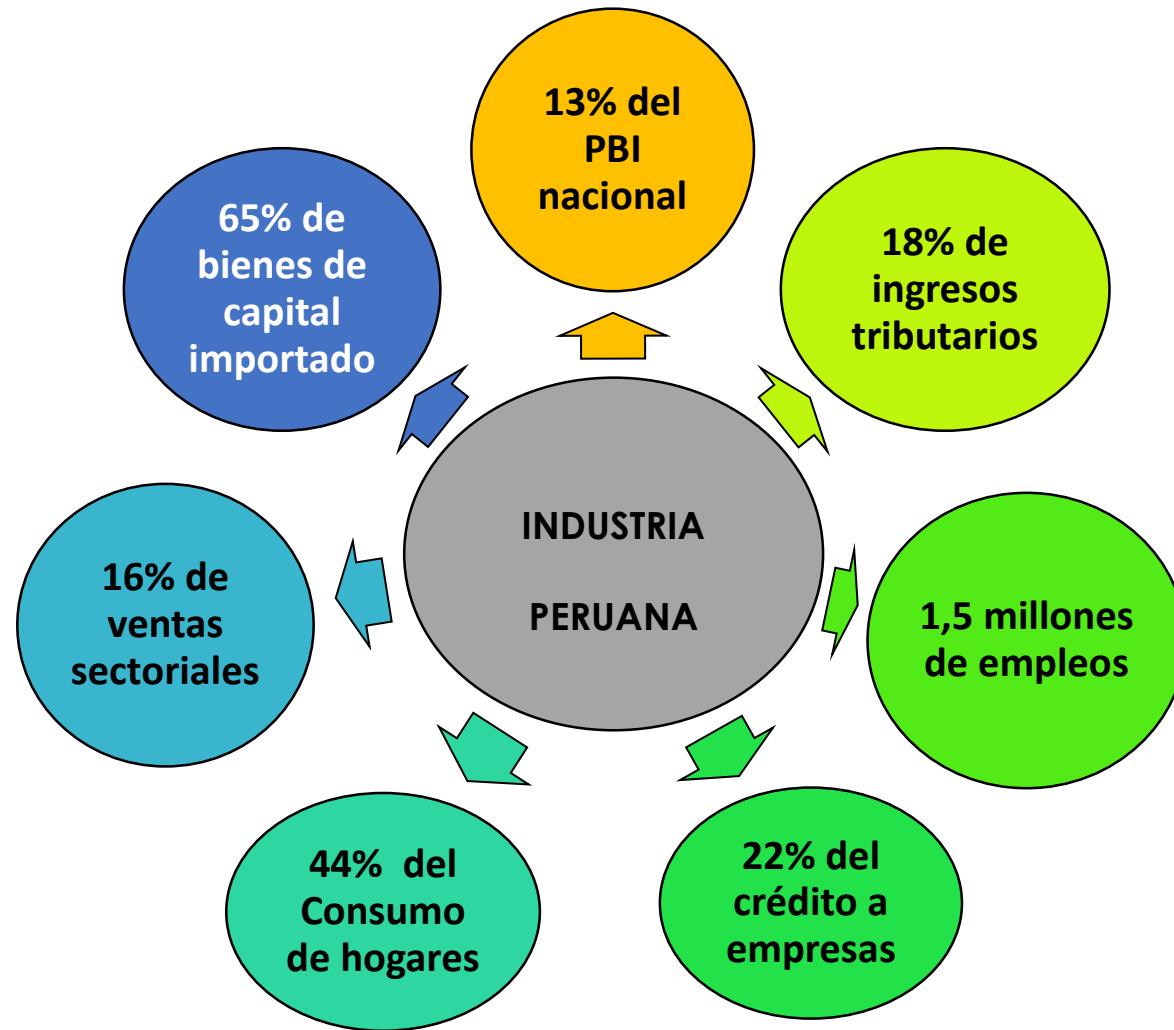 13% del
PBI
nacional
18% de
ingresos
tributarios
1,5 millones
de empleos
22% del
crédito a
empresas
44% del
Consumo
de hogares
16% de
ventas
sectoriales
65% de
bienes de
capital
importado
INDUSTRIA
PERUANA